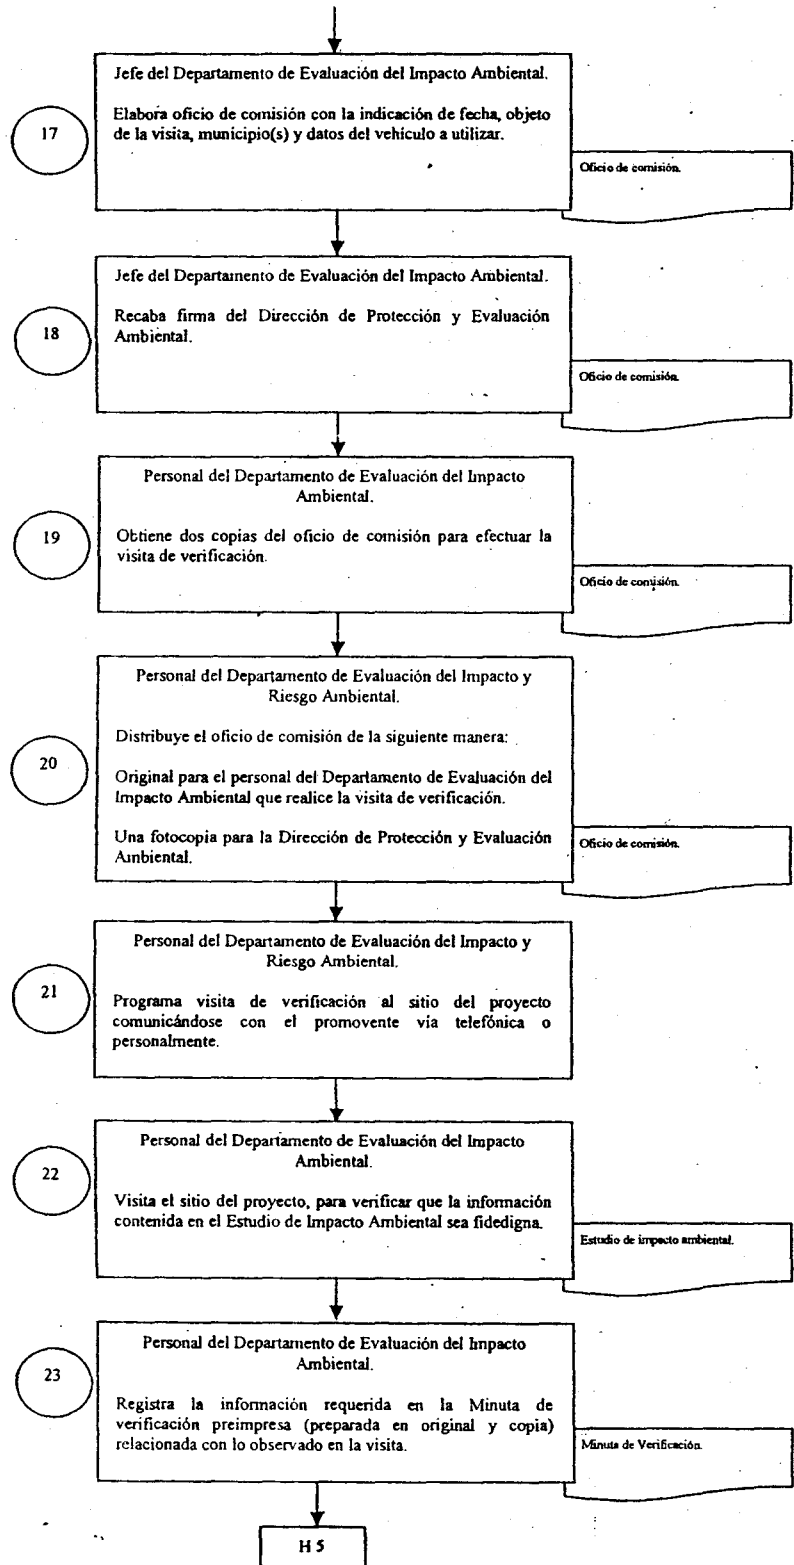 Jefe del Departamento de Evaluación del Impacto Ambiental.
17
Elabora oficio de comisión con la indicación de fecha, objeto
de la visita, municipio(s) y datos del vehículo a utilizar.
Oficio de comisión.
Jefe del Departamento de Evaluación del Impacto Ambiental.
18
Recaba firma del Dirección de Protección y Evaluación
Ambiental.
Oficio de comisión.
Personal del Departamento de Evaluación del Impacto
Ambiental.
19
Obtiene dos copias del oficio de comisión para efectuar la
visita de verificación.
Oficio de comisión.
Personal del Departamento de Evaluación del Impacto y
Riesgo Ambiental.
Distribuye el oficio de comisión de la siguiente manera:
20
Original para el personal del Departamento de Evaluación del
Impacto Ambiental que realice la visita de verificación.
Una fotocopia para la Dirección de Protección y Evaluación
Ambiental.
Oficio de comisión.
Personal del Departamento de Evaluación del Impacto y
Riesgo Ambiental.
21
Programa visita de verificación al sitio del proyecto
comunicándose con el promovente vía telefónica o
personalmente.
Personal del Departamento de Evaluación del Impacto
Ambiental.
22
Visita el sitio del proyecto, para verificar que la información
contenida en el Estudio de Impacto Ambiental sea fidedigna.
Estudio de impacto ambiental.
Personal del Departamento de Evaluación del Impacto
Ambiental.
23
Registra la información requerida en la Minuta de
verificación preimpresa (preparada en original y copia)
relacionada con lo observado en la visita.
Minuta de Verificación.
H 5